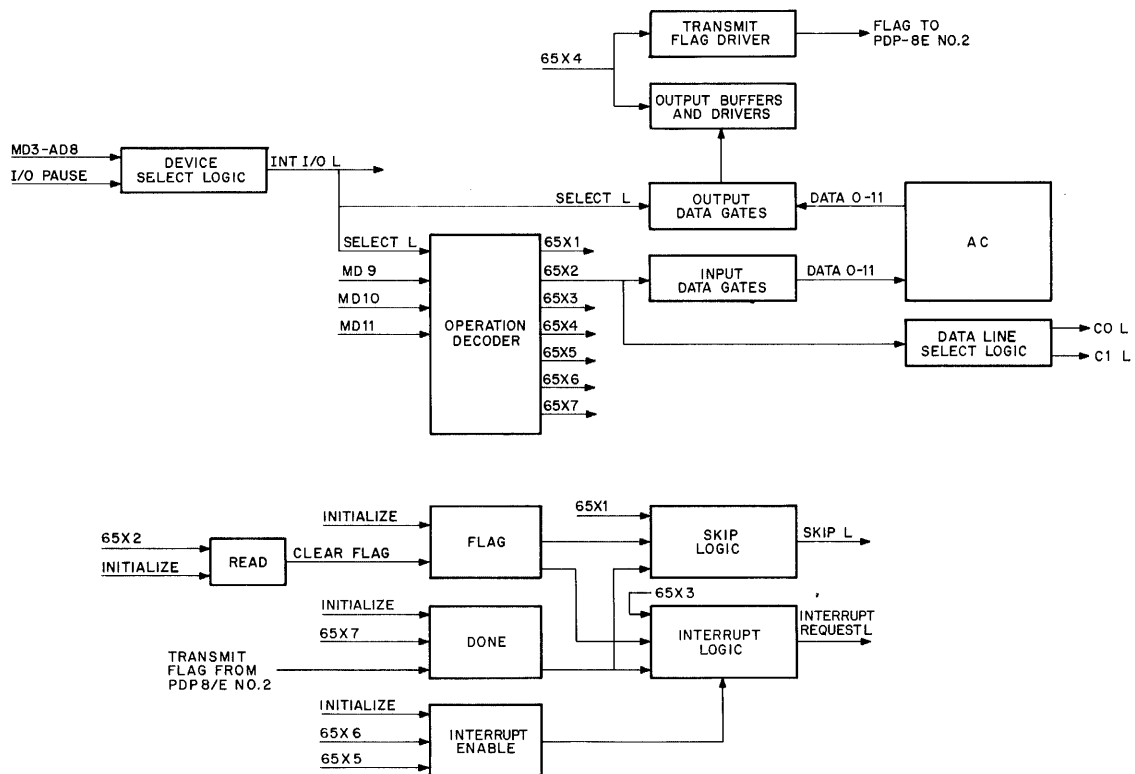 TRANSMIT
FLAG DRIVER
FLAG TO
PDP-8E NO.2
65X4
OUTPUT BUFFERS
AND DRIVERS
MD3-AD8
I/O PAUSE
DEVICE
SELECT LOGIC
INT I/O L
SELECT L
OUTPUT
DATA GATES
DATA 0-11
AC
SELECT L
MD 9
MD10
MD11
OPERATION
DECODER
65X1
65X2
65X3
65X4
65X5
65X6
65X7
INPUT
DATA GATES
DATA 0-11
DATA LINE
SELECT LOGIC
C0 L
C1 L
65X2
INITIALIZE
READ
CLEAR FLAG
INITIALIZE
FLAG
65X1
SKIP
LOGIC
SKIP L
INITIALIZE
65X7
TRANSMIT
FLAG FROM
PDP8/E NO.2
DONE
65X3
INTERRUPT
LOGIC
INTERRUPT
REQUEST L
INITIALIZE
65X6
65X5
INTERRUPT
ENABLE